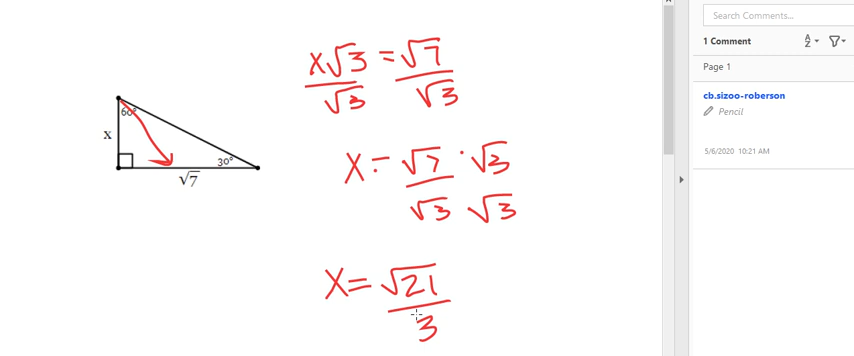 x√3 = √7
√3 √3
60°
x
30°
√7
x = √7 · √3
√3 √3
x = √21
3
Search Comments...
1 Comment
A
Z
Page 1
cb.sizoo-roberson
Pencil
5/6/2020 10:21 AM